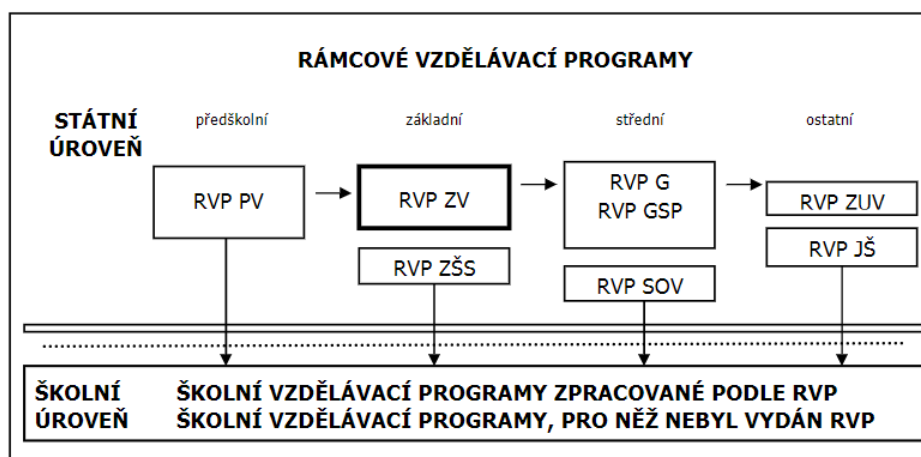 RÁMCOVÉ VZDĚLÁVACÍ PROGRAMY
STÁTNÍ
ÚROVEŇ
předškolní
základní
střední
ostatní
RVP PV
RVP ZV
RVP G
RVP GSP
RVP ZUV
RVP ZŠS
RVP SOV
RVP JŠ
ŠKOLNÍ
ÚROVEŇ
ŠKOLNÍ VZDĚLÁVACÍ PROGRAMY ZPRACOVANÉ PODLE RVP
ŠKOLNÍ VZDĚLÁVACÍ PROGRAMY, PRO NĚŽ NEBYL VYDÁN RVP